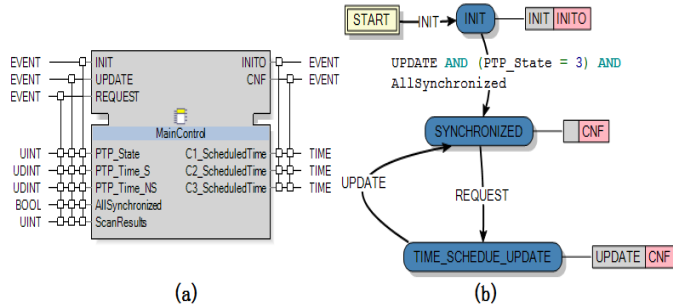 EVENT INIT INITO EVENT
EVENT UPDATE CNF EVENT
EVENT REQUEST
MainControl
UINT PTP_State C1_ScheduledTime TIME
UDINT PTP_Time_S C2_ScheduledTime TIME
UDINT PTP_Time_NS C3_ScheduledTime TIME
BOOL AllSynchronized
UINT ScanResults
(a)
START INIT INIT INIT INITO
UPDATE AND (PTP_State = 3) AND
AllSynchronized
SYNCHRONIZED CNF
UPDATE
REQUEST
TIME_SCHEDUE_UPDATE UPDATE CNF
(b)